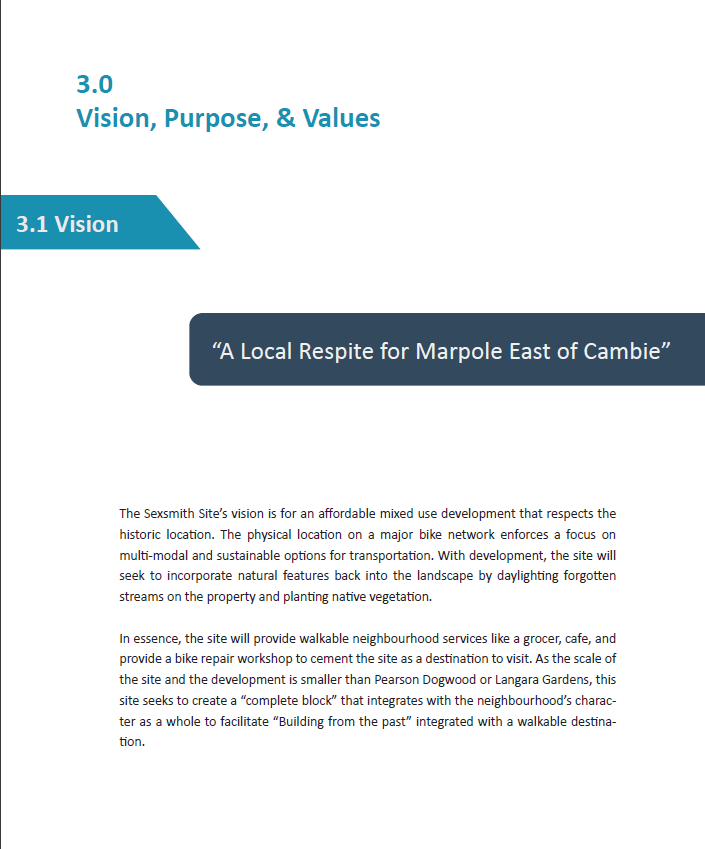 3.0
Vision, Purpose, & Values
3.1 Vision
“A Local Respite for Marpole East of Cambie”
The Sexsmith Site’s vision is for an affordable mixed use development that respects the
historic location. The physical location on a major bike network enforces a focus on
multi-modal and sustainable options for transportation. With development, the site will
seek to incorporate natural features back into the landscape by daylighting forgotten
streams on the property and planting native vegetation.
In essence, the site will provide walkable neighbourhood services like a grocer, cafe, and
provide a bike repair workshop to cement the site as a destination to visit. As the scale of
the site and the development is smaller than Pearson Dogwood or Langara Gardens, this
site seeks to create a “complete block” that integrates with the neighbourhood’s charac-
ter as a whole to facilitate “Building from the past” integrated with a walkable destina-
tion.